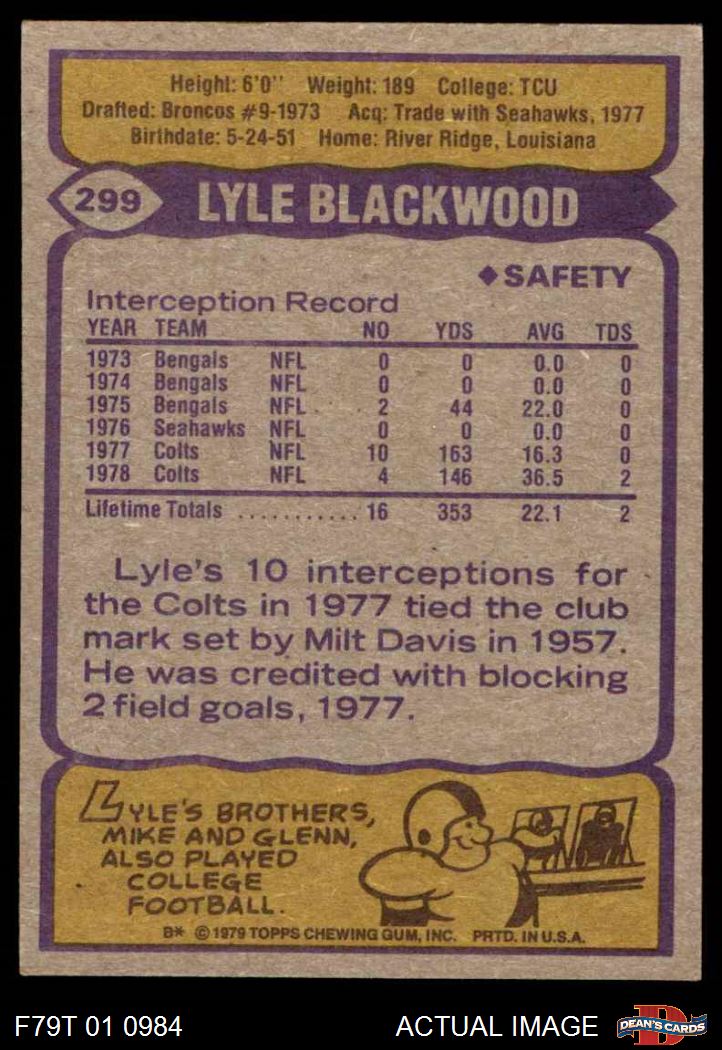 Height: 6'0'' Weight: 189 College: TCU
Drafted: Broncos #9-1973 Acq: Trade with Seahawks, 1977
Birthdate: 5-24-51 Home: River Ridge, Louisiana
299 LYLE BLACKWOOD
◆SAFETY
Interception Record
YEAR TEAM NO YDS AVG TDS
1973 Bengals NFL 0 0 0.0 0
1974 Bengals NFL 0 0 0.0 0
1975 Bengals NFL 2 44 22.0 0
1976 Seahawks NFL 0 0 0.0 0
1977 Colts NFL 10 163 16.3 0
1978 Colts NFL 4 146 36.5 2
Lifetime Totals ........... 16 353 22.1 2
Lyle's 10 interceptions for
the Colts in 1977 tied the club
mark set by Milt Davis in 1957.
He was credited with blocking
2 field goals, 1977.
LYLE'S BROTHERS,
MIKE AND GLENN,
ALSO PLAYED
COLLEGE
FOOTBALL.
B* © 1979 TOPPS CHEWING GUM, INC. PRTD. IN U.S.A.
F79T 01 0984 ACTUAL IMAGE D DEAN'S CARDS